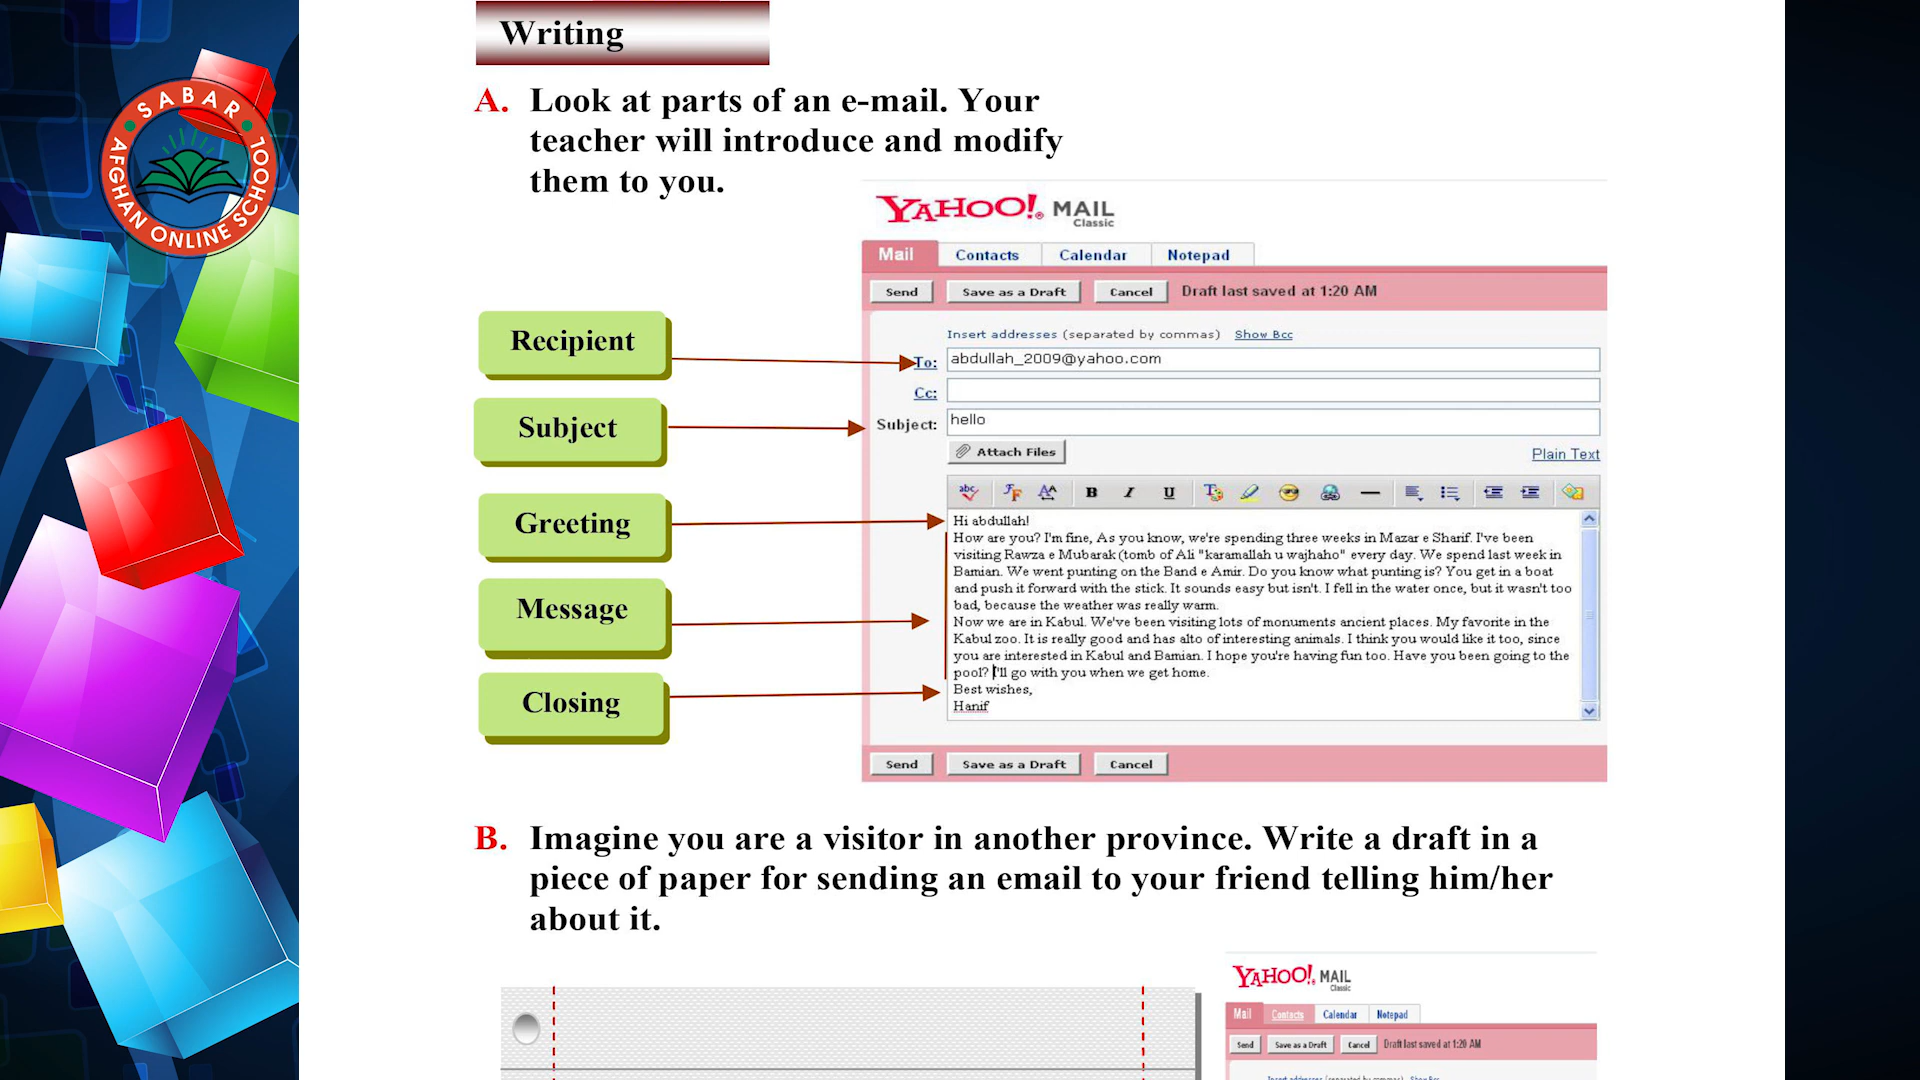 SABAR
AFGHAN ONLINE SCHOOL
Writing
A. Look at parts of an e-mail. Your
teacher will introduce and modify
them to you.
YAHOO! MAIL
Classic
Mail Contacts Calendar Notepad
Send Save as a Draft Cancel Draft last saved at 1:20 AM
Insert addresses (separated by commas) Show Bcc
Recipient
To: abdullah_2009@yahoo.com
Cc:
Subject
Subject: hello
Attach Files
Plain Text
abc
B I U
Greeting
Hi abdullah!
How are you? I'm fine, As you know, we're spending three weeks in Mazar e Sharif. I've been
visiting Rawza e Mubarak (tomb of Ali "karamallah u wajhaho" every day. We spend last week in
Bamian. We went punting on the Band e Amir. Do you know what punting is? You get in a boat
and push it forward with the stick. It sounds easy but isn't. I fell in the water once, but it wasn't too
bad, because the weather was really warm.
Message
Now we are in Kabul. We've been visiting lots of monuments ancient places. My favorite in the
Kabul zoo. It is really good and has alto of interesting animals. I think you would like it too, since
you are interested in Kabul and Bamian. I hope you're having fun too. Have you been going to the
pool? I'll go with you when we get home.
Closing
Best wishes,
Hanif
Send Save as a Draft Cancel
B. Imagine you are a visitor in another province. Write a draft in a
piece of paper for sending an email to your friend telling him/her
about it.
YAHOO! MAIL
Classic
Mail Contacts Calendar Notepad
Send Save as a Draft Cancel Draft last saved at 1:20 AM
Insert addresses (separated by commas) Show Bcc